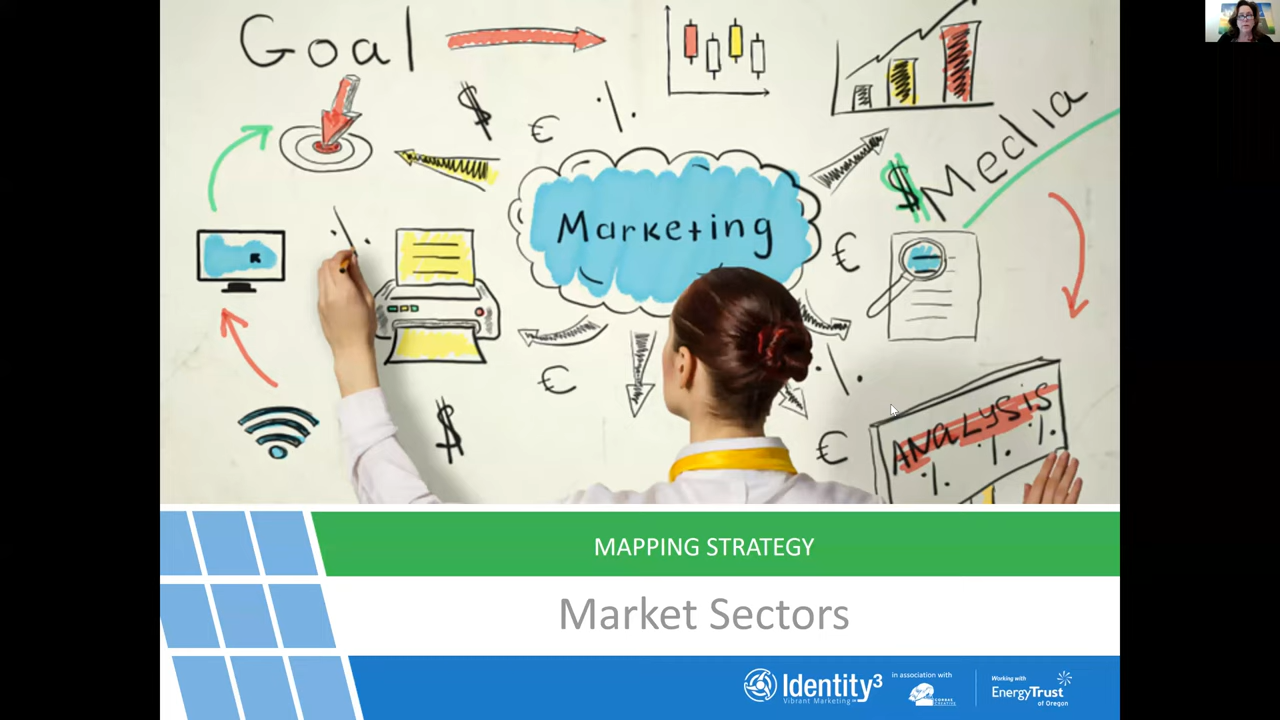 Goal
$
€
%
Media
$
Marketing
%
€
€
%
$
€
ANALYSIS
% % %
MAPPING STRATEGY
Market Sectors
Identity³
Vibrant Marketing
in association with
Working with
EnergyTrust
of Oregon